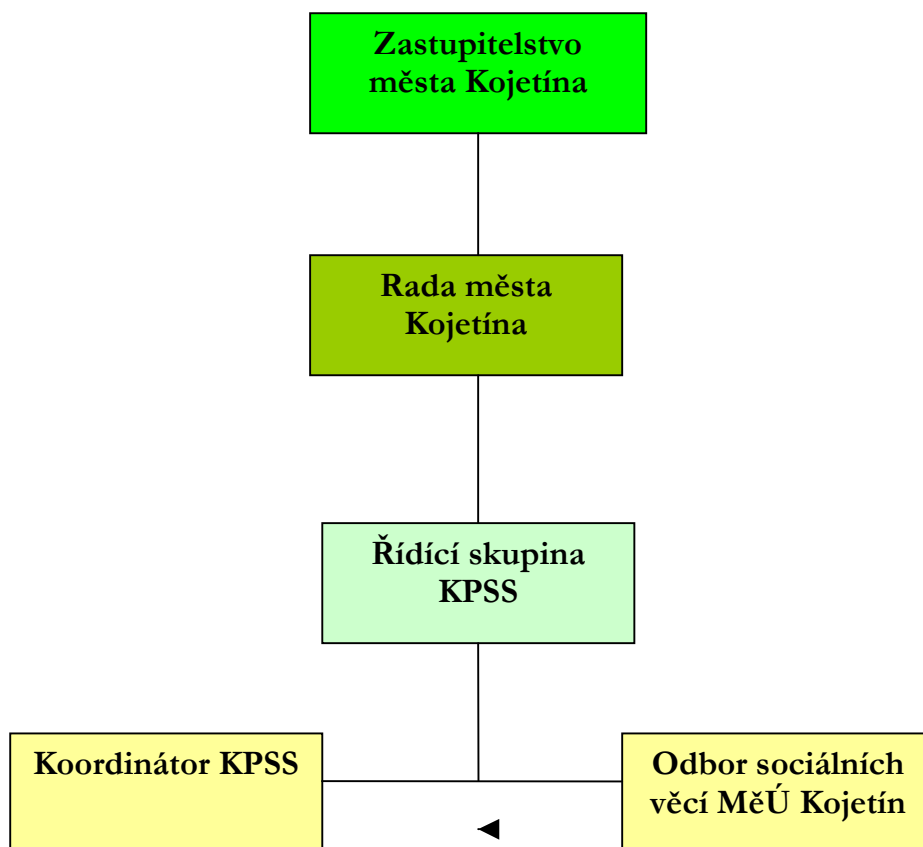 Zastupitelstvo
města Kojetína
Rada města
Kojetína
Řídící skupina
KPSS
Koordinátor KPSS
Odbor sociálních
věcí MěÚ Kojetín